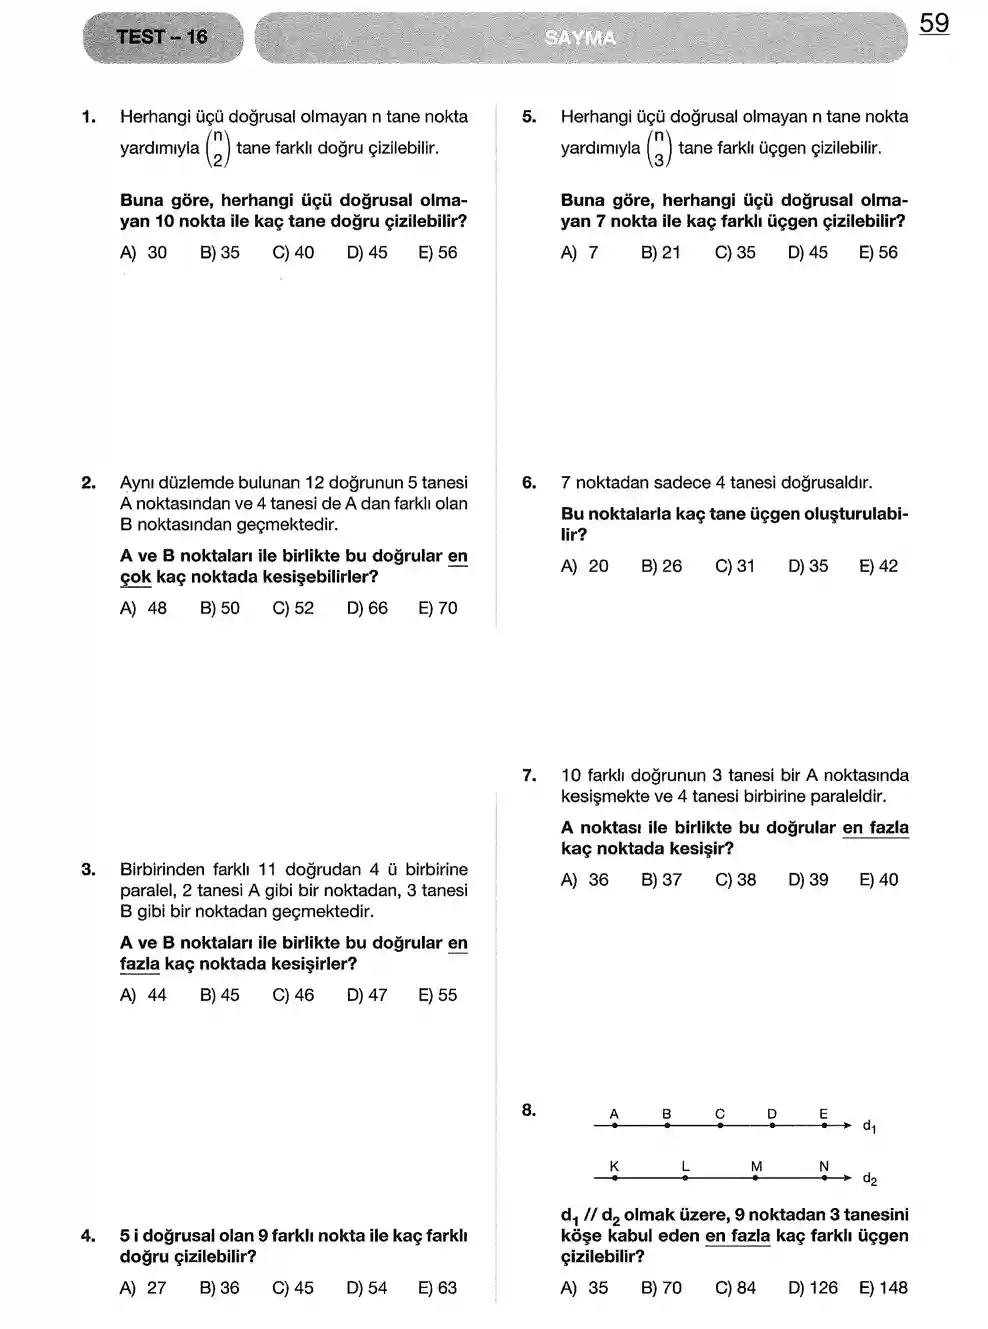 TEST – 16
SAYMA
59
1. Herhangi üçü doğrusal olmayan n tane nokta
yardımıyla (n 2) tane farklı doğru çizilebilir.
Buna göre, herhangi üçü doğrusal olma-
yan 10 nokta ile kaç tane doğru çizilebilir?
A) 30 B) 35 C) 40 D) 45 E) 56
2. Aynı düzlemde bulunan 12 doğrunun 5 tanesi
A noktasından ve 4 tanesi de A dan farklı olan
B noktasından geçmektedir.
A ve B noktaları ile birlikte bu doğrular en
çok kaç noktada kesişebilirler?
A) 48 B) 50 C) 52 D) 66 E) 70
3. Birbirinden farklı 11 doğrudan 4 ü birbirine
paralel, 2 tanesi A gibi bir noktadan, 3 tanesi
B gibi bir noktadan geçmektedir.
A ve B noktaları ile birlikte bu doğrular en
fazla kaç noktada kesişirler?
A) 44 B) 45 C) 46 D) 47 E) 55
4. 5 i doğrusal olan 9 farklı nokta ile kaç farklı
doğru çizilebilir?
A) 27 B) 36 C) 45 D) 54 E) 63
5. Herhangi üçü doğrusal olmayan n tane nokta
yardımıyla (n 3) tane farklı üçgen çizilebilir.
Buna göre, herhangi üçü doğrusal olma-
yan 7 nokta ile kaç farklı üçgen çizilebilir?
A) 7 B) 21 C) 35 D) 45 E) 56
6. 7 noktadan sadece 4 tanesi doğrusaldır.
Bu noktalarla kaç tane üçgen oluşturulabi-
lir?
A) 20 B) 26 C) 31 D) 35 E) 42
7. 10 farklı doğrunun 3 tanesi bir A noktasında
kesişmekte ve 4 tanesi birbirine paraleldir.
A noktası ile birlikte bu doğrular en fazla
kaç noktada kesişir?
A) 36 B) 37 C) 38 D) 39 E) 40
8. A B C D E d₁
K L M N d₂
d₁ // d₂ olmak üzere, 9 noktadan 3 tanesini
köşe kabul eden en fazla kaç farklı üçgen
çizilebilir?
A) 35 B) 70 C) 84 D) 126 E) 148